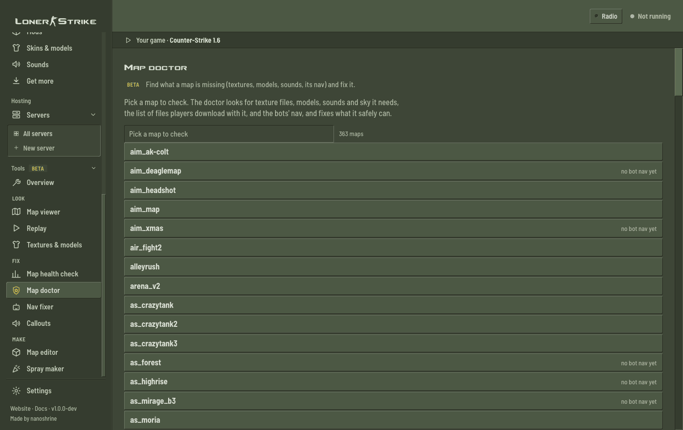 LONERSTRIKE
Radio
Not running
Skins & models
Sounds
Get more
Hosting
Servers
All servers
New server
Tools BETA
Overview
LOOK
Map viewer
Replay
Textures & models
FIX
Map health check
Map doctor
Nav fixer
Callouts
MAKE
Map editor
Spray maker
Settings
Website · Docs · v1.0.0-dev
Made by nanoshrine
Your game · Counter-Strike 1.6
MAP DOCTOR
BETA Find what a map is missing (textures, models, sounds, its nav) and fix it.
Pick a map to check. The doctor looks for texture files, models, sounds and sky it needs,
the list of files players download with it, and the bots' nav, and fixes what it safely can.
Pick a map to check 363 maps
aim_ak-colt
aim_deaglemap no bot nav yet
aim_headshot
aim_map
aim_xmas no bot nav yet
air_fight2
alleyrush
arena_v2
as_crazytank
as_crazytank2
as_crazytank3
as_forest no bot nav yet
as_highrise no bot nav yet
as_mirage_b3 no bot nav yet
as_moria